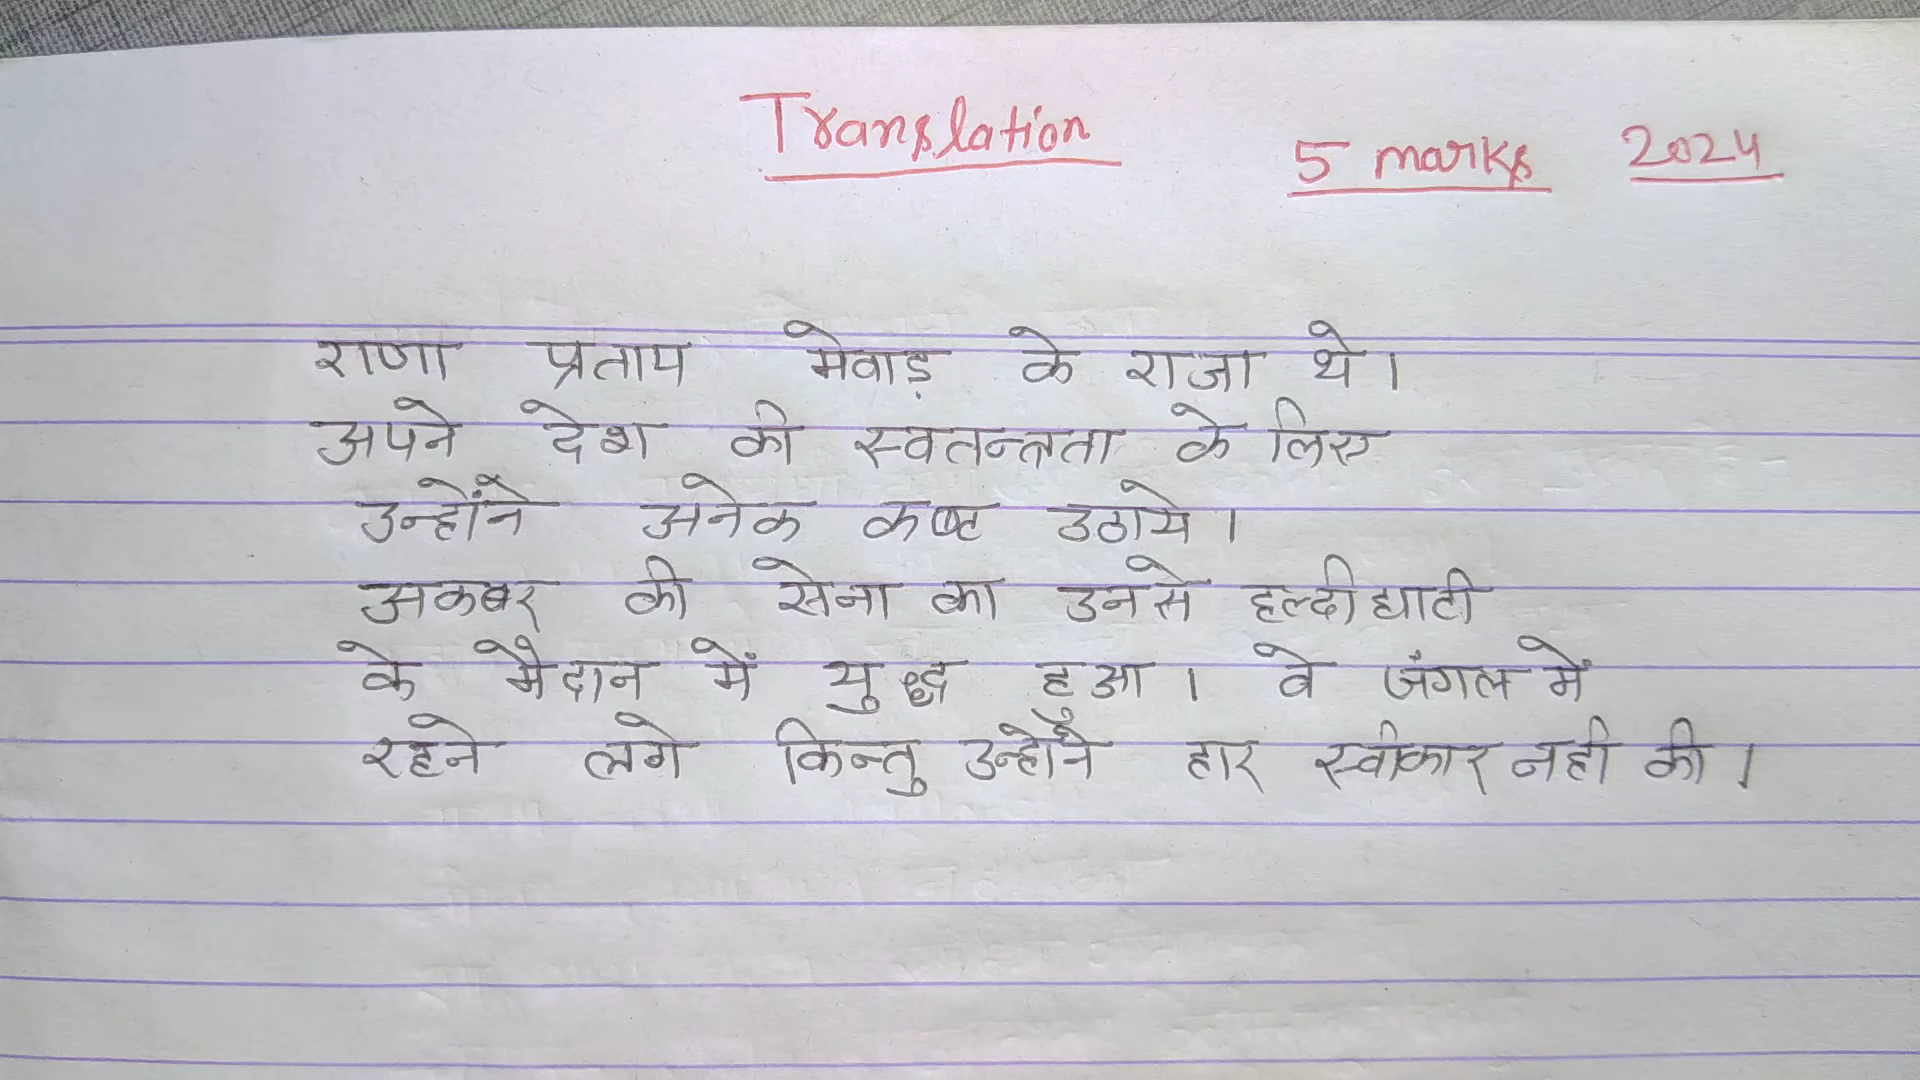 Translation 5 marks 2024
राणा प्रताप मेवाड़ के राजा थे।
अपने देश की स्वतन्त्रता के लिए
उन्होंने अनेक कष्ट उठाये।
अकबर की सेना का उनसे हल्दीघाटी
के मैदान में युद्ध हुआ। वे जंगल में
रहने लगे किन्तु उन्होंने हार स्वीकार नही की।